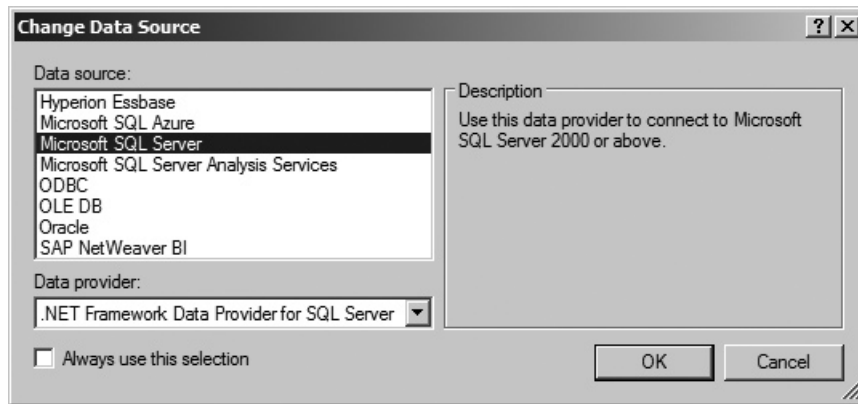 Change Data Source
Data source:
Hyperion Essbase
Microsoft SQL Azure
Microsoft SQL Server
Microsoft SQL Server Analysis Services
ODBC
OLE DB
Oracle
SAP NetWeaver BI
Data provider:
.NET Framework Data Provider for SQL Server
Always use this selection
Description
Use this data provider to connect to Microsoft
SQL Server 2000 or above.
OK
Cancel